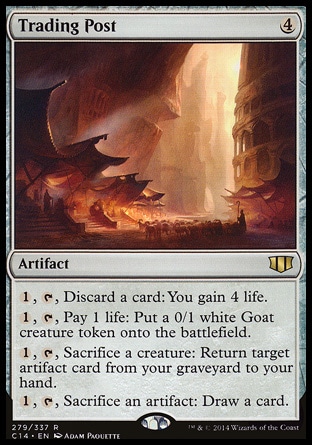 Trading Post 4
Artifact
1, T, Discard a card: You gain 4 life.
1, T, Pay 1 life: Put a 0/1 white Goat
creature token onto the battlefield.
1, T, Sacrifice a creature: Return target
artifact card from your graveyard to your
hand.
1, T, Sacrifice an artifact: Draw a card.
279/337 R
C14 • EN Adam Paquette ™ & © 2014 Wizards of the Coast